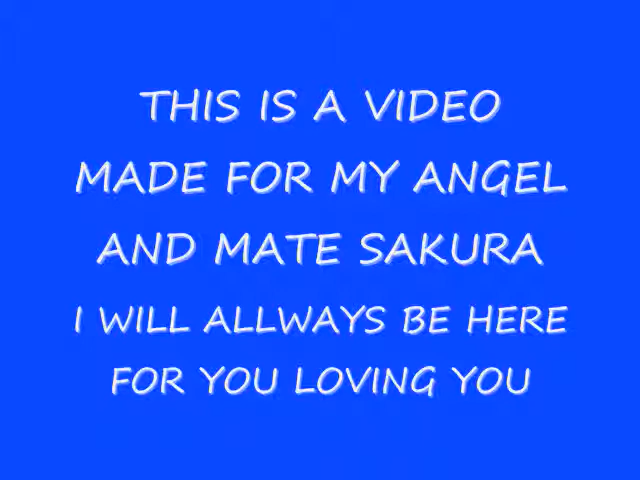 THIS IS A VIDEO
MADE FOR MY ANGEL
AND MATE SAKURA
I WILL ALLWAYS BE HERE
FOR YOU LOVING YOU